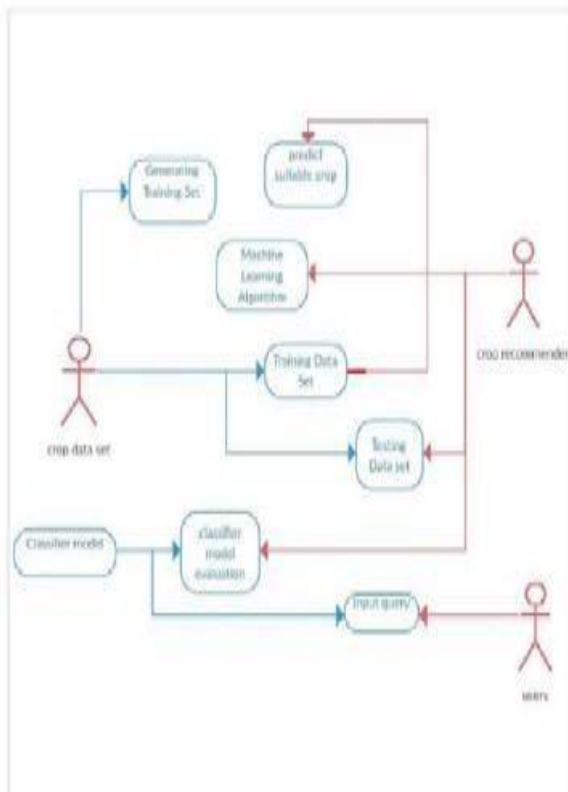 predict
suitable crop
Generating
Training Set
Machine
Learning
Algorithm
crop recommender
Training Data
Set
crop data set
Testing
Data set
Classifier model
classifier
model
evaluation
Input query
users